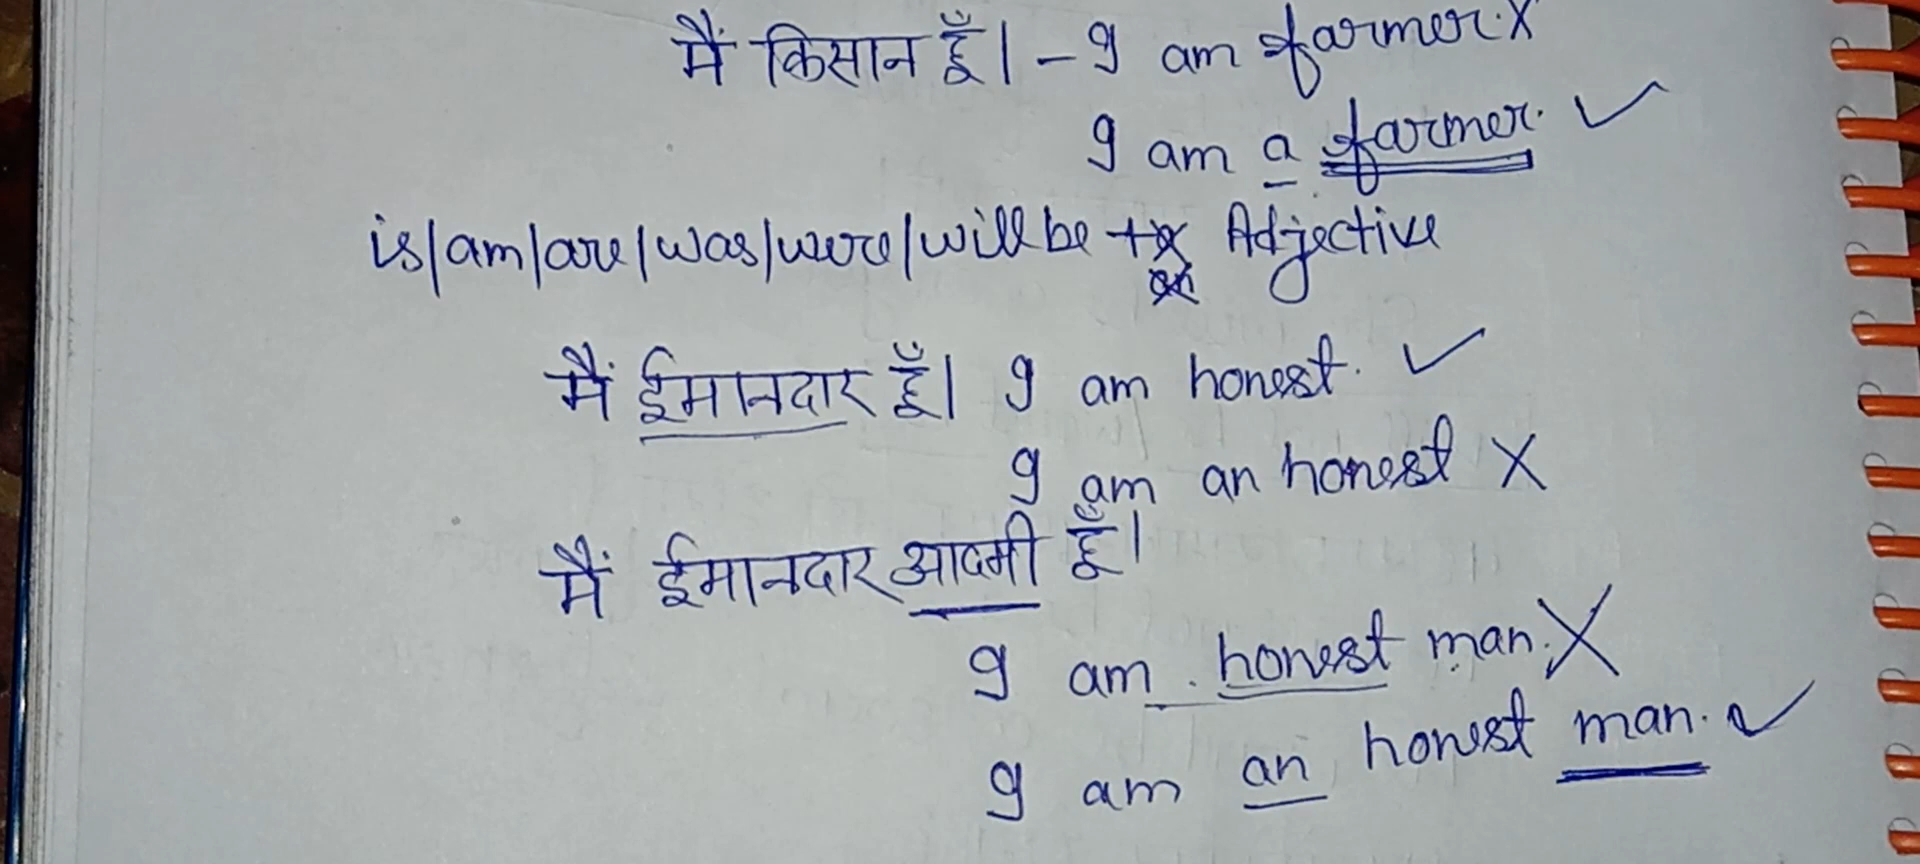 मैं किसान हूँ। - I am farmer. X
I am a farmer. ✓
is/am/are/was/were/will be + a Adjective
an
मैं ईमानदार हूँ। I am honest. ✓
I am an honest X
मैं ईमानदार आदमी हूँ।
I am honest man. X
I am an honest man. ✓